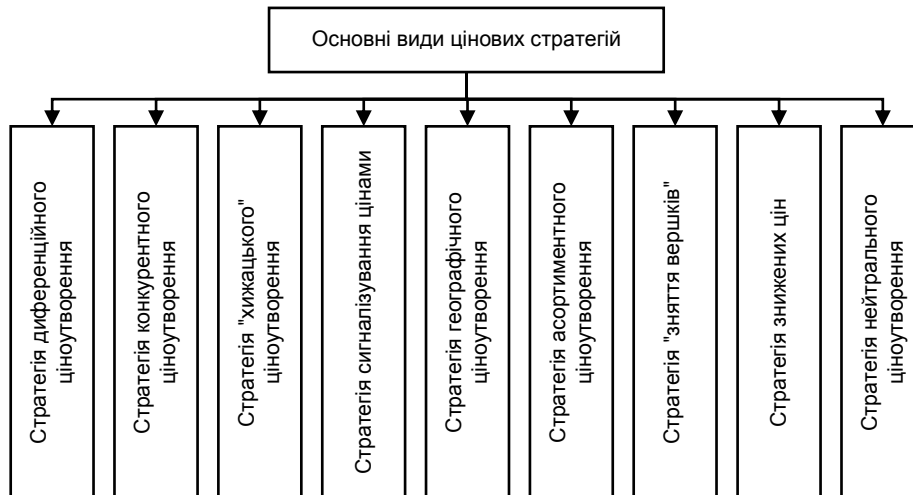 Основні види цінових стратегій
Стратегія диференційного
ціноутворення
Стратегія конкурентного
ціноутворення
Стратегія "хижацького"
ціноутворення
Стратегія сигналізування цінами
Стратегія географічного
ціноутворення
Стратегія асортиментного
ціноутворення
Стратегія "зняття вершків"
Стратегія знижених цін
Стратегія нейтрального
ціноутворення